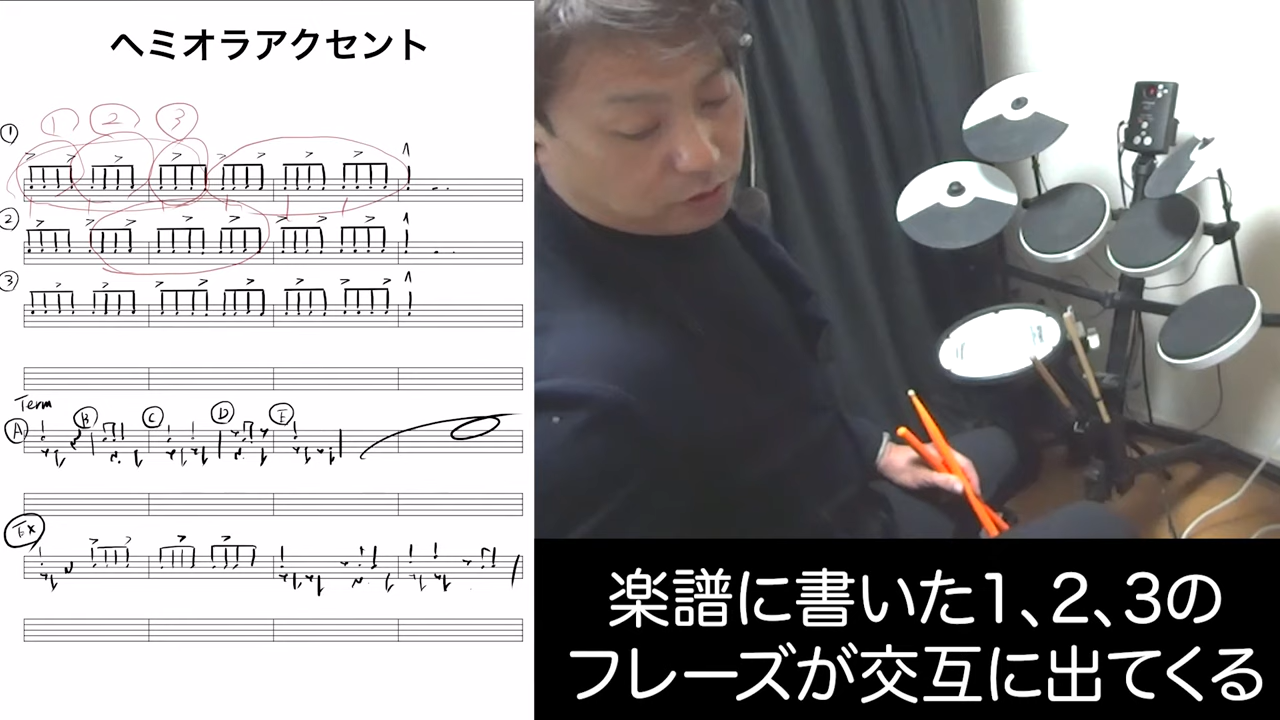 ヘミオラアクセント
① ② ③
①
②
③
Term
Ⓐ Ⓑ Ⓒ Ⓓ Ⓔ
Ex
楽譜に書いた1、2、3の
フレーズが交互に出てくる